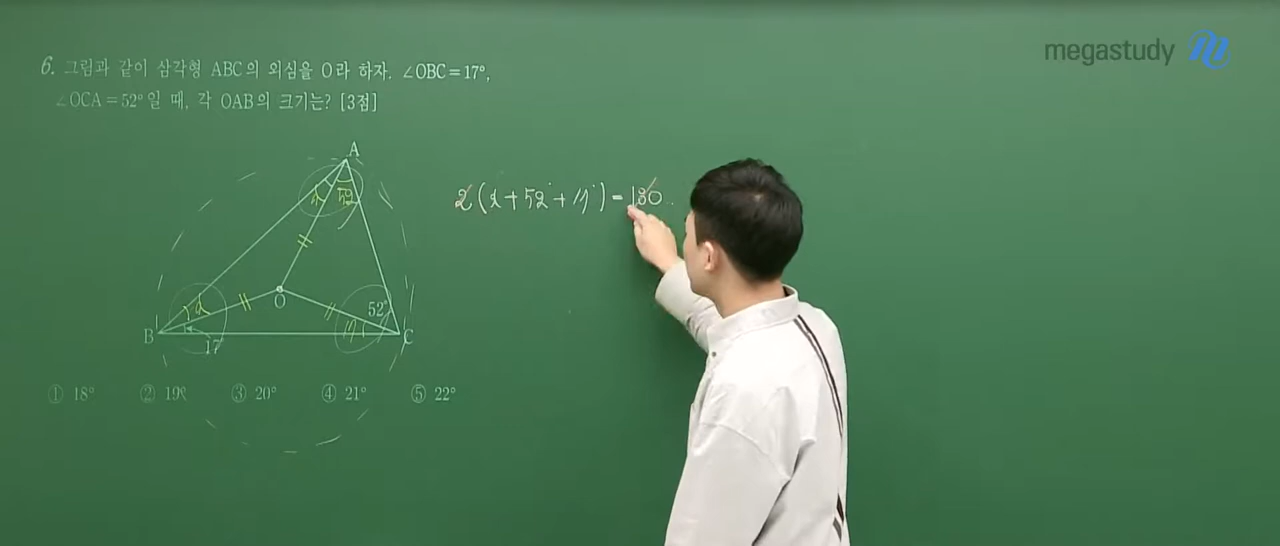 megastudy
6. 그림과 같이 삼각형 ABC의 외심을 O라 하자. ∠OBC=17°,
∠OCA=52°일 때, 각 OAB의 크기는? [3점]
A
x 52
2(x+52°+17°)=180
x
O
52°
B
17
17
C
① 18° ② 19° ③ 20° ④ 21° ⑤ 22°